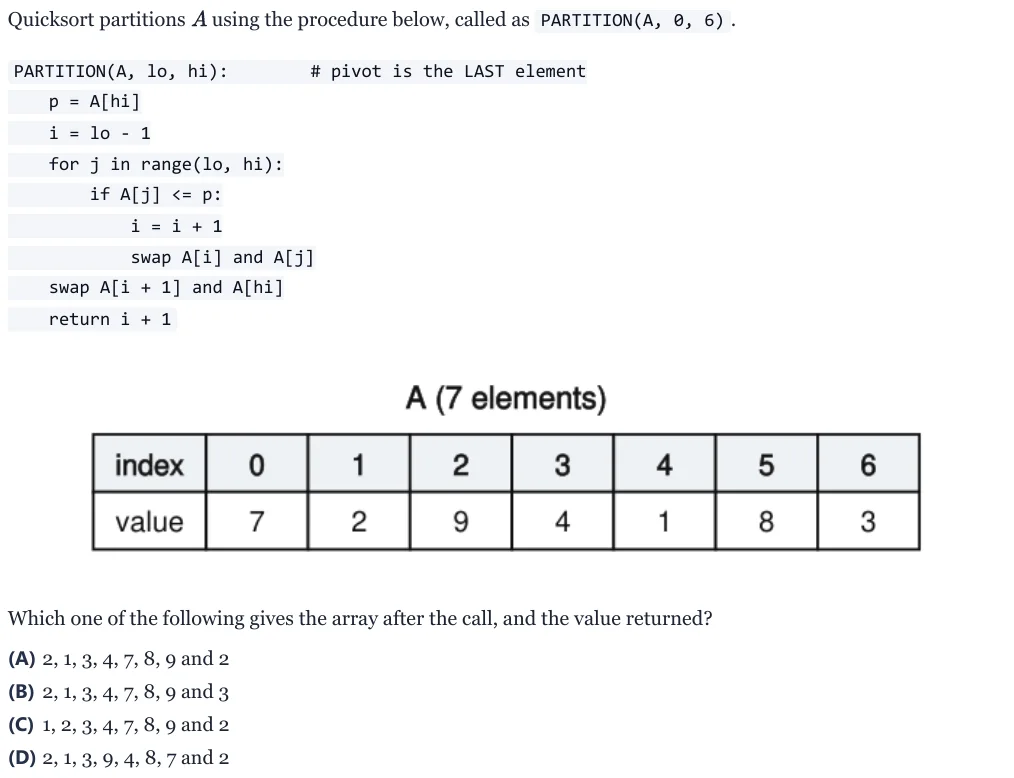 Quicksort partitions A using the procedure below, called as PARTITION(A, 0, 6) .
PARTITION(A, lo, hi):        # pivot is the LAST element
    p = A[hi]
    i = lo - 1
    for j in range(lo, hi):
        if A[j] <= p:
            i = i + 1
            swap A[i] and A[j]
    swap A[i + 1] and A[hi]
    return i + 1
A (7 elements)
index 0 1 2 3 4 5 6
value 7 2 9 4 1 8 3
Which one of the following gives the array after the call, and the value returned?
(A) 2, 1, 3, 4, 7, 8, 9 and 2
(B) 2, 1, 3, 4, 7, 8, 9 and 3
(C) 1, 2, 3, 4, 7, 8, 9 and 2
(D) 2, 1, 3, 9, 4, 8, 7 and 2